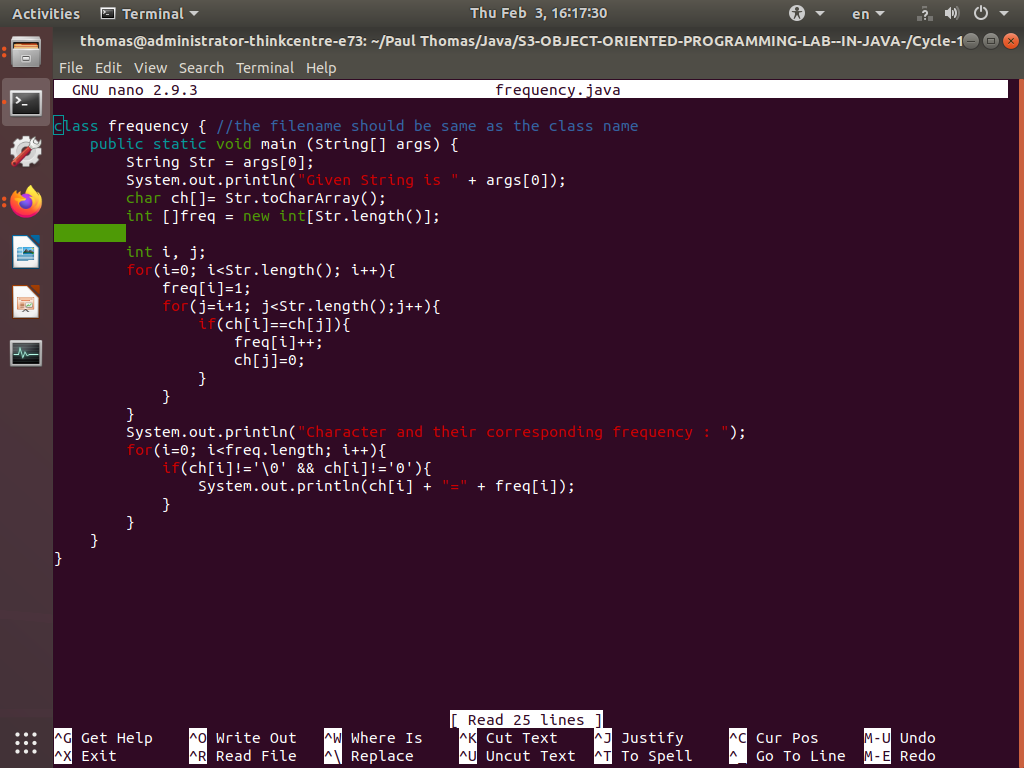 Activities Terminal Thu Feb 3, 16:17:30 en
thomas@administrator-thinkcentre-e73: ~/Paul Thomas/Java/S3-OBJECT-ORIENTED-PROGRAMMING-LAB--IN-JAVA-/Cycle-1
File Edit View Search Terminal Help
GNU nano 2.9.3 frequency.java
class frequency { //the filename should be same as the class name
    public static void main (String[] args) {
        String Str = args[0];
        System.out.println("Given String is " + args[0]);
        char ch[]= Str.toCharArray();
        int []freq = new int[Str.length()];
        int i, j;
        for(i=0; i<Str.length(); i++){
            freq[i]=1;
            for(j=i+1; j<Str.length();j++){
                if(ch[i]==ch[j]){
                    freq[i]++;
                    ch[j]=0;
                }
            }
        }
        System.out.println("Character and their corresponding frequency : ");
        for(i=0; i<freq.length; i++){
            if(ch[i]!='\0' && ch[i]!='0'){
                System.out.println(ch[i] + "=" + freq[i]);
            }
        }
    }
}
[ Read 25 lines ]
^G Get Help ^O Write Out ^W Where Is ^K Cut Text ^J Justify ^C Cur Pos M-U Undo
^X Exit ^R Read File ^\ Replace ^U Uncut Text ^T To Spell ^_ Go To Line M-E Redo